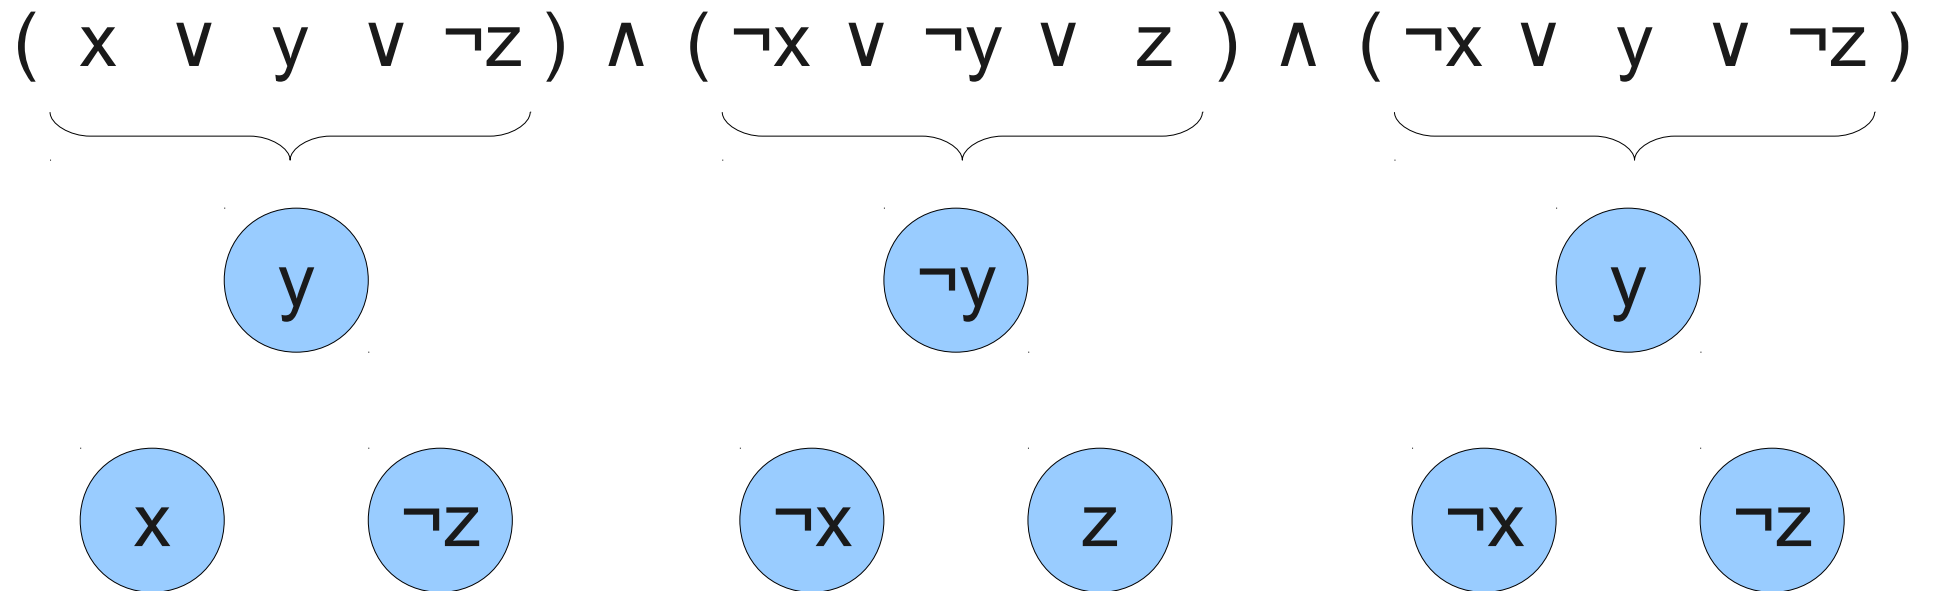 ( x ∨ y ∨ ¬z ) ∧ ( ¬x ∨ ¬y ∨ z ) ∧ ( ¬x ∨ y ∨ ¬z )
y ¬y y
x ¬z ¬x z ¬x ¬z